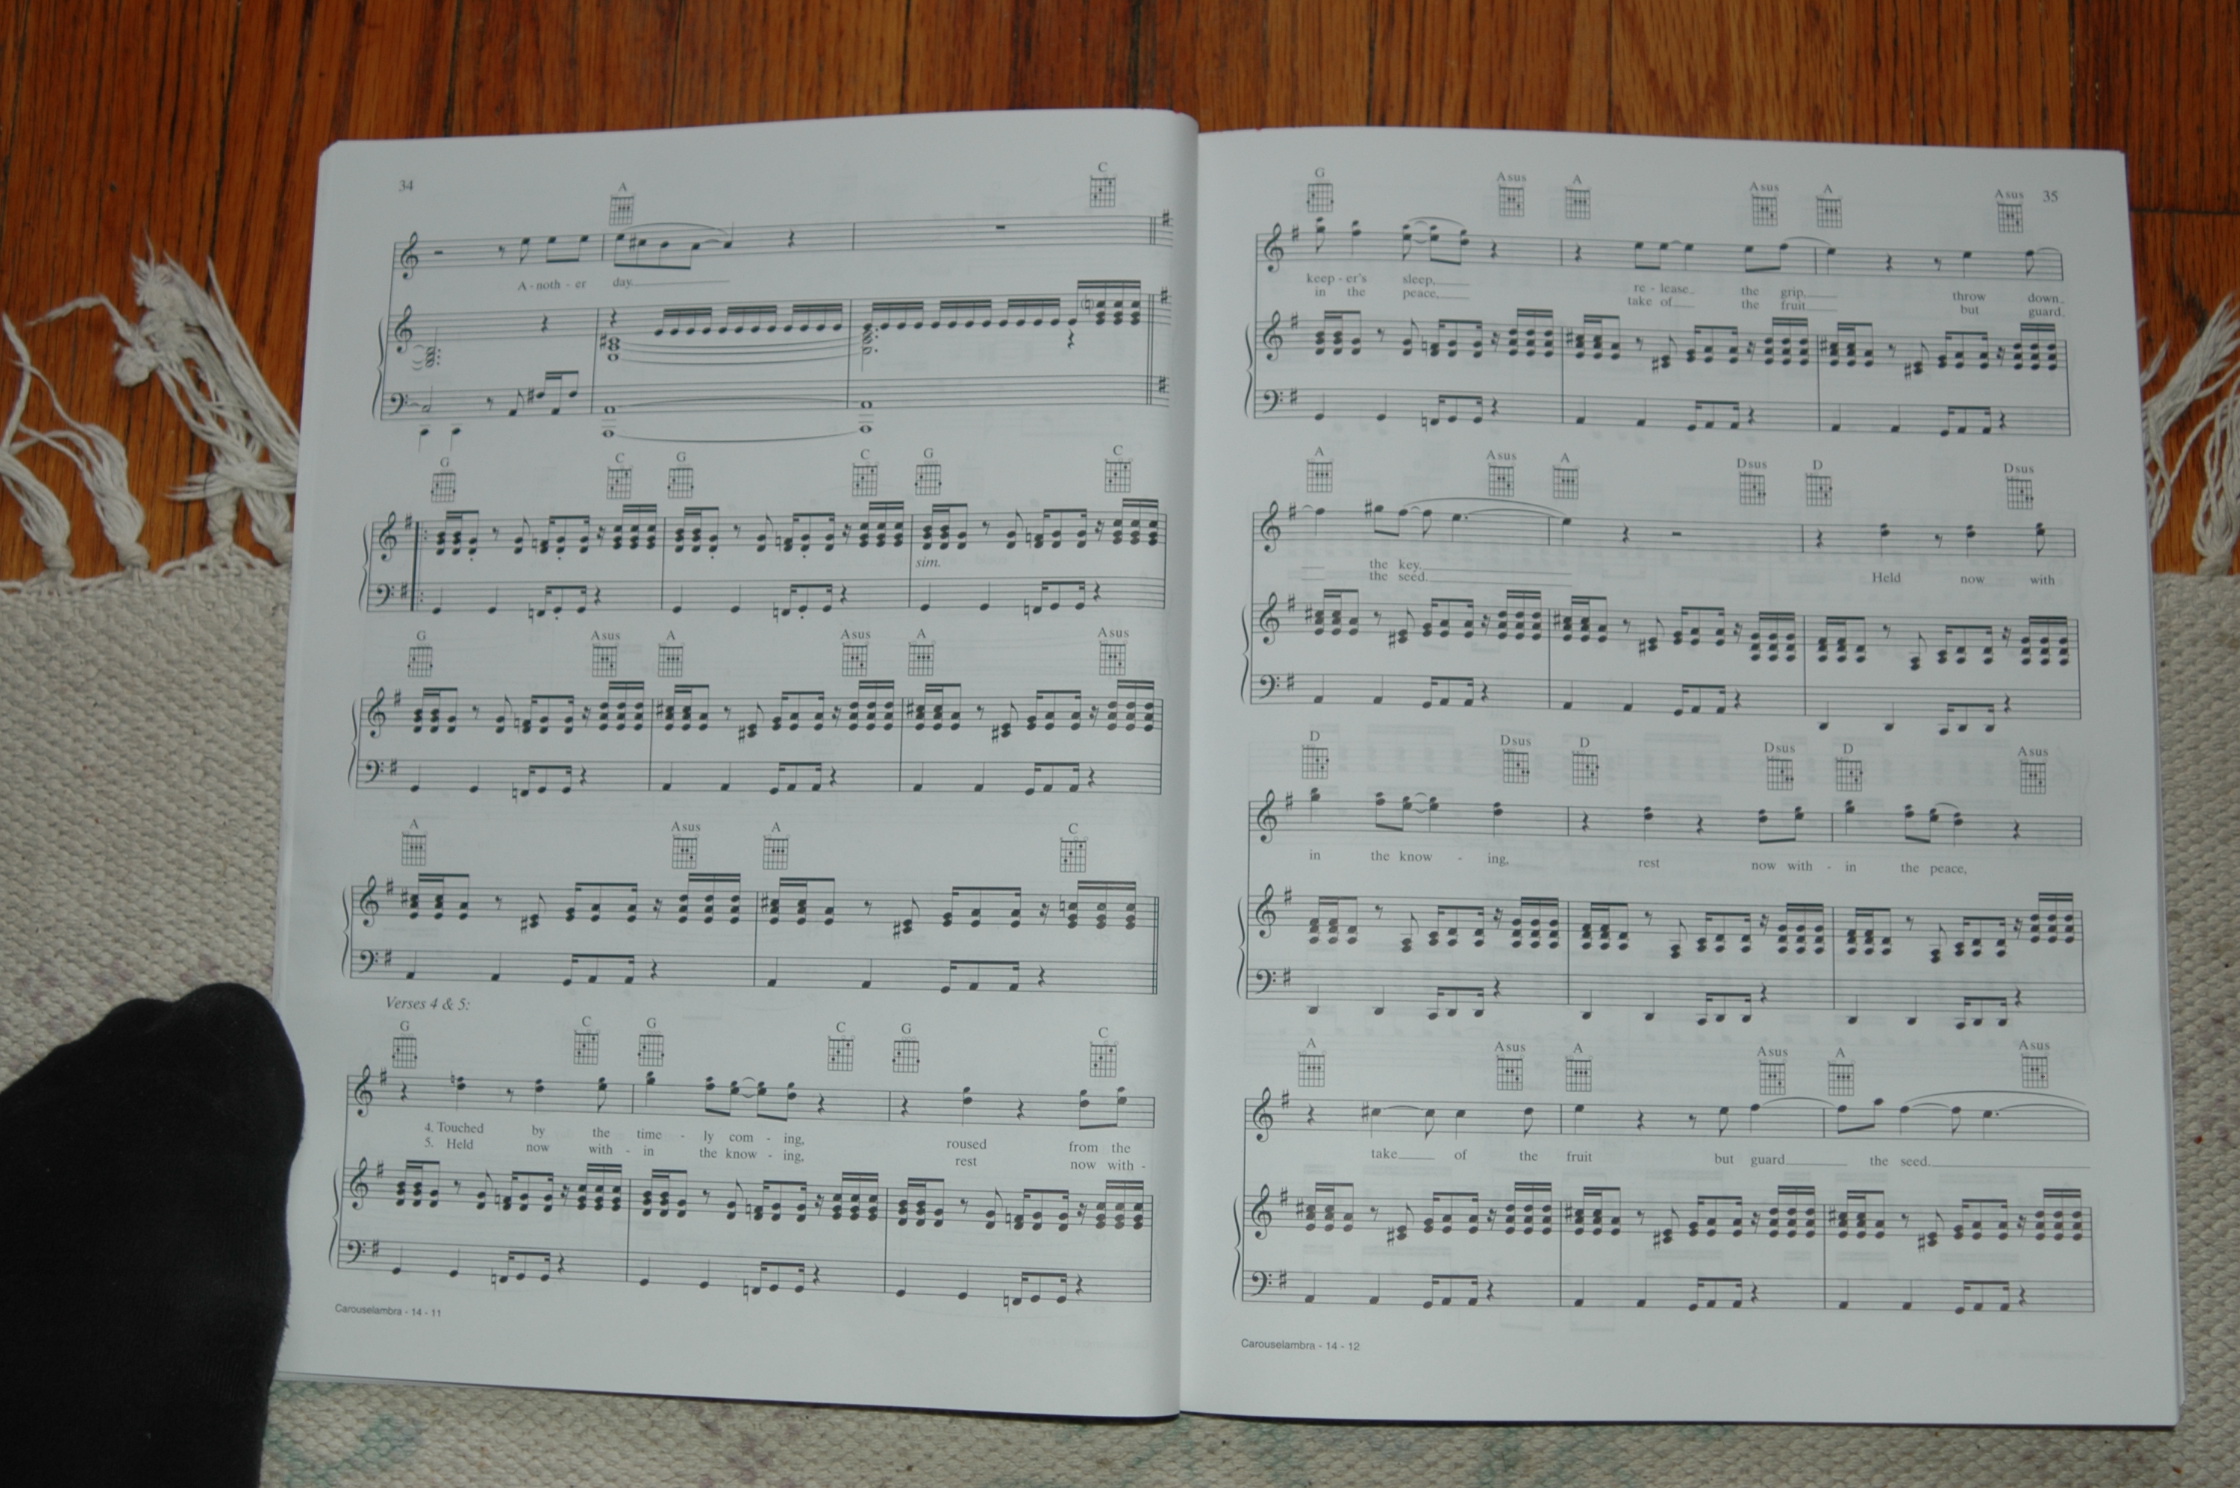 34
A C
A - noth - er day.
G C G C G C
sim.
G Asus A Asus A Asus
A Asus A C
Verses 4 & 5:
G C G C G C
4. Touched by the time - ly com - ing, roused from the
5. Held now with - in the know - ing, rest now with -
Carouselambra - 14 - 11
35
G Asus A Asus A Asus
keep - er's sleep, re - lease the grip, throw down
in the peace, take of the fruit but guard
A Asus A Dsus D Dsus
the key. Held now with
the seed.
D Dsus D Dsus D Asus
in the know - ing, rest now with - in the peace,
A Asus A Asus A Asus
take of the fruit but guard the seed.
Carouselambra - 14 - 12